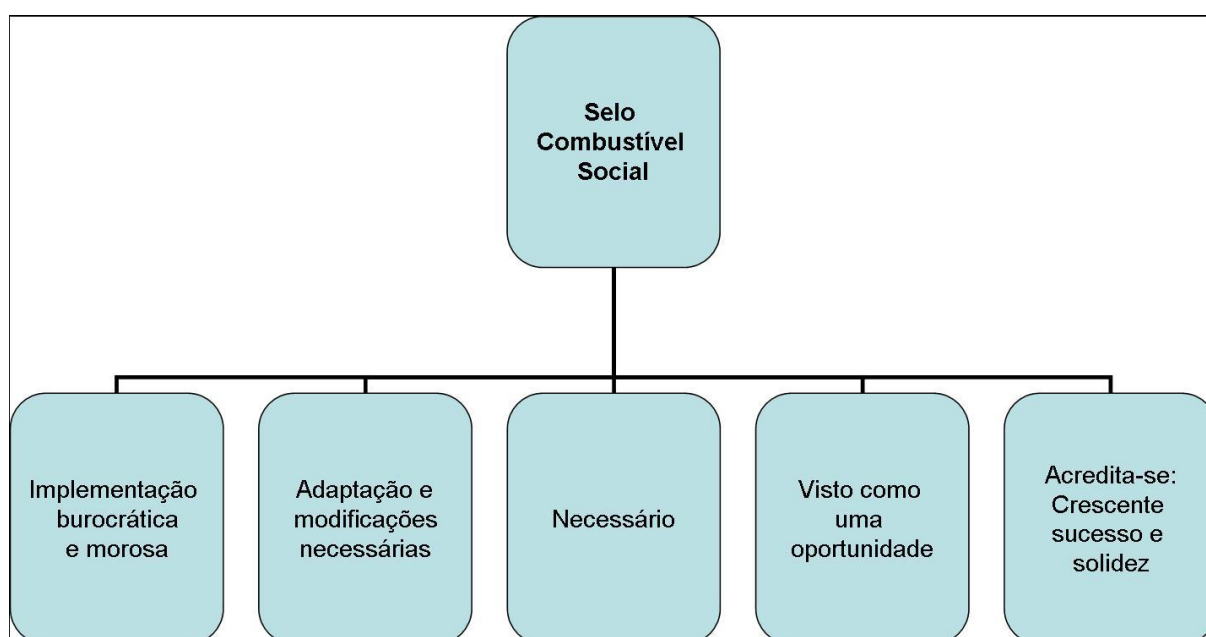 Selo
Combustível
Social
Implementação
burocrática
e morosa
Adaptação e
modificações
necessárias
Necessário
Visto como
uma
oportunidade
Acredita-se:
Crescente
sucesso e
solidez